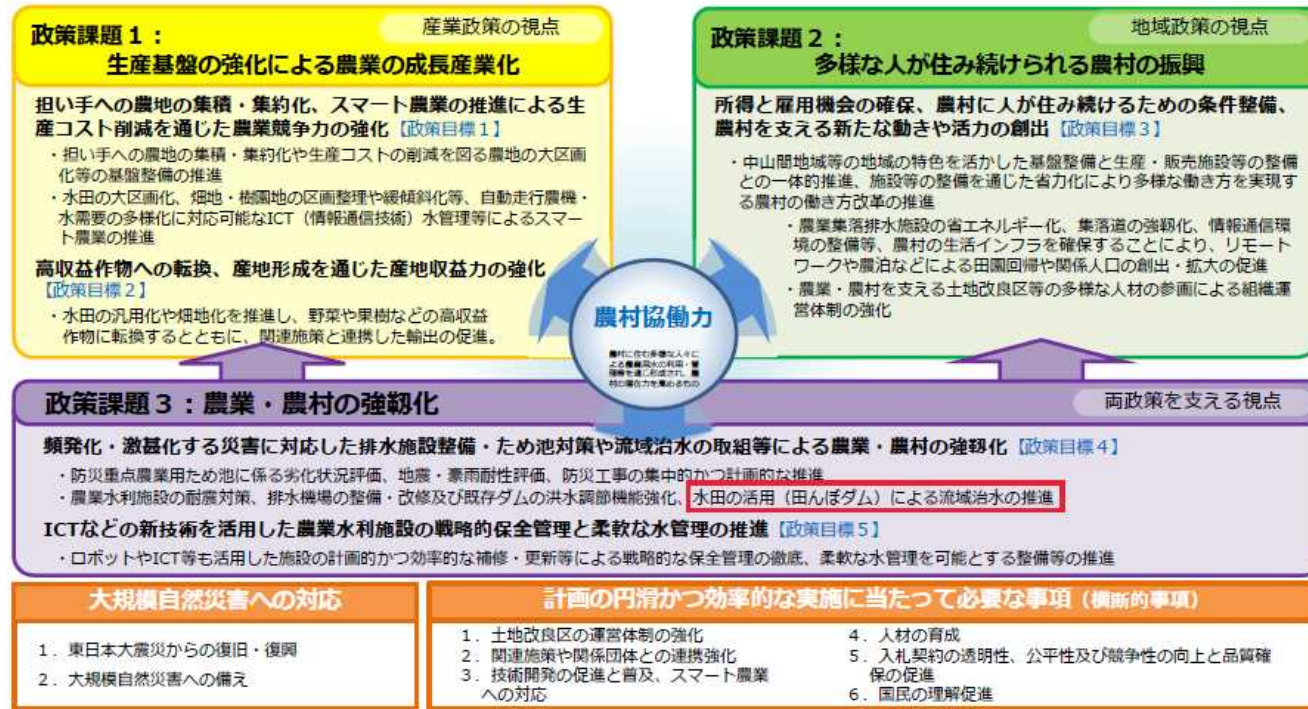 産業政策の視点
政策課題１：
生産基盤の強化による農業の成長産業化
担い手への農地の集積・集約化、スマート農業の推進による生
産コスト削減を通じた農業競争力の強化【政策目標１】
・担い手への農地の集積・集約化や生産コストの削減を図る農地の大区画
化等の基盤整備の推進
・水田の大区画化、畑地・樹園地の区画整理や緩傾斜化等、自動走行農機・
水需要の多様化に対応可能なICT（情報通信技術）水管理等によるスマー
ト農業の推進
高収益作物への転換、産地形成を通じた産地収益力の強化
【政策目標２】
・水田の汎用化や畑地化を推進し、野菜や果樹などの高収益
作物に転換するとともに、関連施策と連携した輸出の促進。
地域政策の視点
政策課題２：
多様な人が住み続けられる農村の振興
所得と雇用機会の確保、農村に人が住み続けるための条件整備、
農村を支える新たな動きや活力の創出【政策目標３】
・中山間地域等の地域の特色を活かした基盤整備と生産・販売施設等の整備
との一体的推進、施設等の整備を通じた省力化により多様な働き方を実現す
る農村の働き方改革の推進
・農業集落排水施設の省エネルギー化、集落道の強靱化、情報通信環
境の整備等、農村の生活インフラを確保することにより、リモート
ワークや農泊などによる田園回帰や関係人口の創出・拡大の促進
・農業・農村を支える土地改良区等の多様な人材の参画による組織運
営体制の強化
農村協働力
農村に住む多様な人々に
よる農業用水の利用・管
理等を通じ形成され、農
村の潜在力を高めるもの
政策課題３：農業・農村の強靱化
両政策を支える視点
頻発化・激甚化する災害に対応した排水施設整備・ため池対策や流域治水の取組等による農業・農村の強靱化【政策目標４】
・防災重点農業用ため池に係る劣化状況評価、地震・豪雨耐性評価、防災工事の集中的かつ計画的な推進
・農業水利施設の耐震対策、排水機場の整備・改修及び既存ダムの洪水調節機能強化、水田の活用（田んぼダム）による流域治水の推進
ICTなどの新技術を活用した農業水利施設の戦略的保全管理と柔軟な水管理の推進【政策目標５】
・ロボットやICT等も活用した施設の計画的かつ効率的な補修・更新等による戦略的な保全管理の徹底、柔軟な水管理を可能とする整備等の推進
大規模自然災害への対応
１．東日本大震災からの復旧・復興
２．大規模自然災害への備え
計画の円滑かつ効率的な実施に当たって必要な事項（横断的事項）
１．土地改良区の運営体制の強化
２．関連施策や関係団体との連携強化
３．技術開発の促進と普及、スマート農業
への対応
４．人材の育成
５．入札契約の透明性、公平性及び競争性の向上と品質確
保の促進
６．国民の理解促進